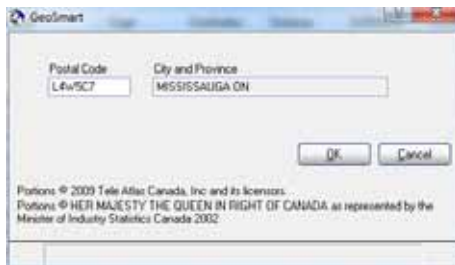 GeoSmart
Postal Code City and Province
L4w5C7 MISSISSAUGA ON
OK Cancel
Portions © 2009 Tele Atlas Canada, Inc and its licensors.
Portions © HER MAJESTY THE QUEEN IN RIGHT OF CANADA as represented by the
Minister of Industry Statistics Canada 2002